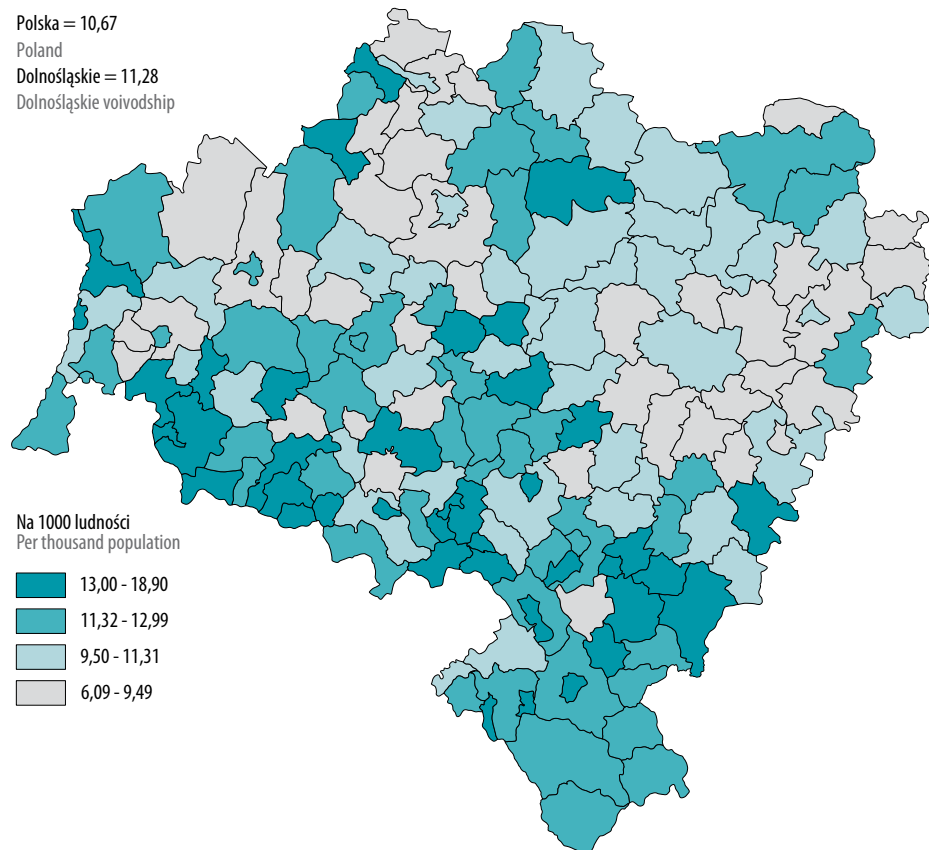 Polska = 10,67
Poland
Dolnośląskie = 11,28
Dolnośląskie voivodship
Na 1000 ludności
Per thousand population
13,00 - 18,90
11,32 - 12,99
9,50 - 11,31
6,09 - 9,49